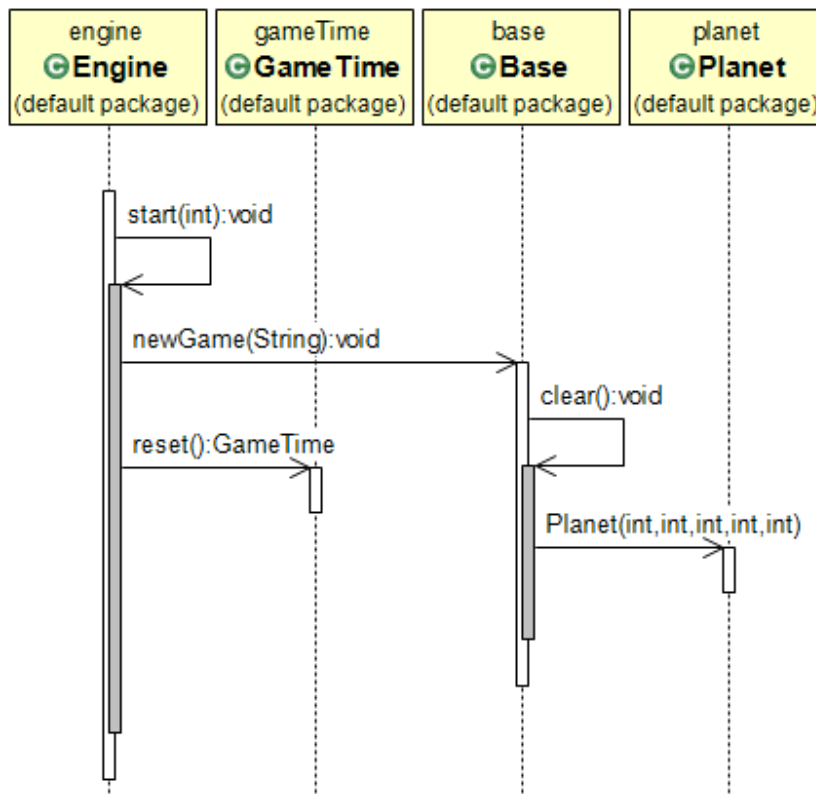 engine
C Engine
(default package)
gameTime
C GameTime
(default package)
base
C Base
(default package)
planet
C Planet
(default package)
start(int):void
newGame(String):void
clear():void
reset():GameTime
Planet(int,int,int,int,int)